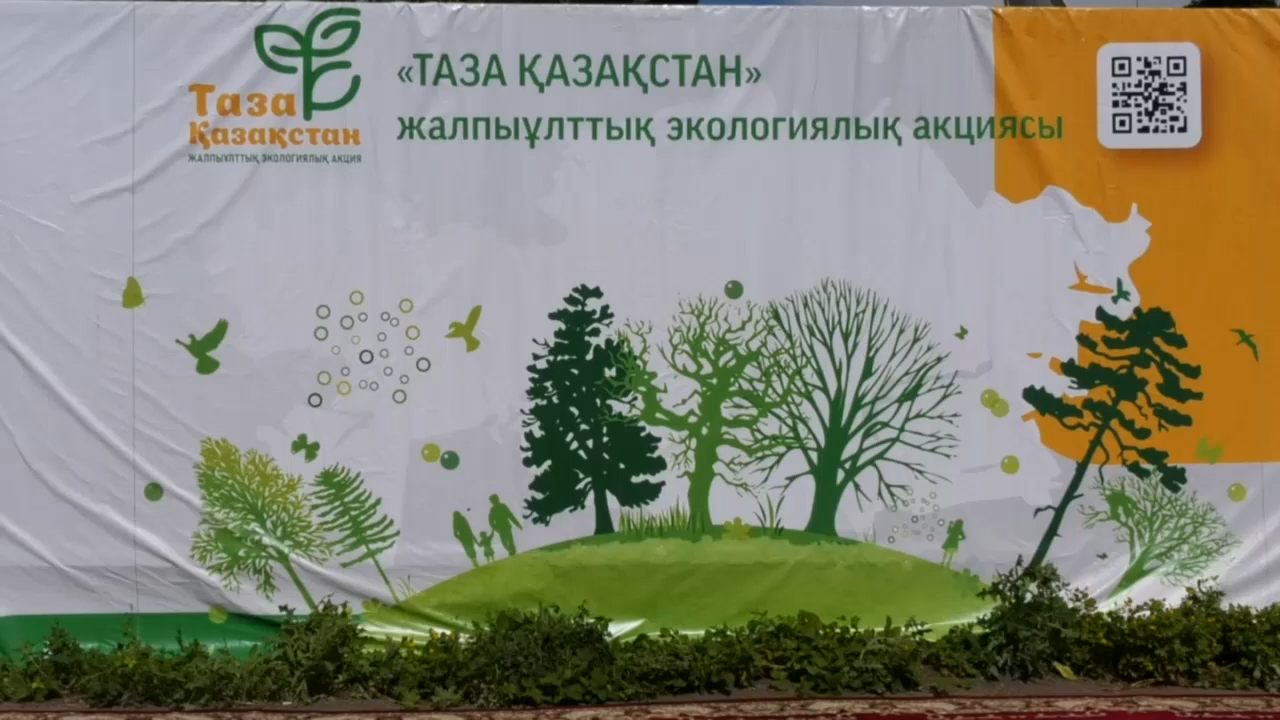 Таза
Қазақстан
ЖАЛПЫҰЛТТЫҚ ЭКОЛОГИЯЛЫҚ АКЦИЯ
«ТАЗА ҚАЗАҚСТАН»
жалпыұлттық экологиялық акциясы